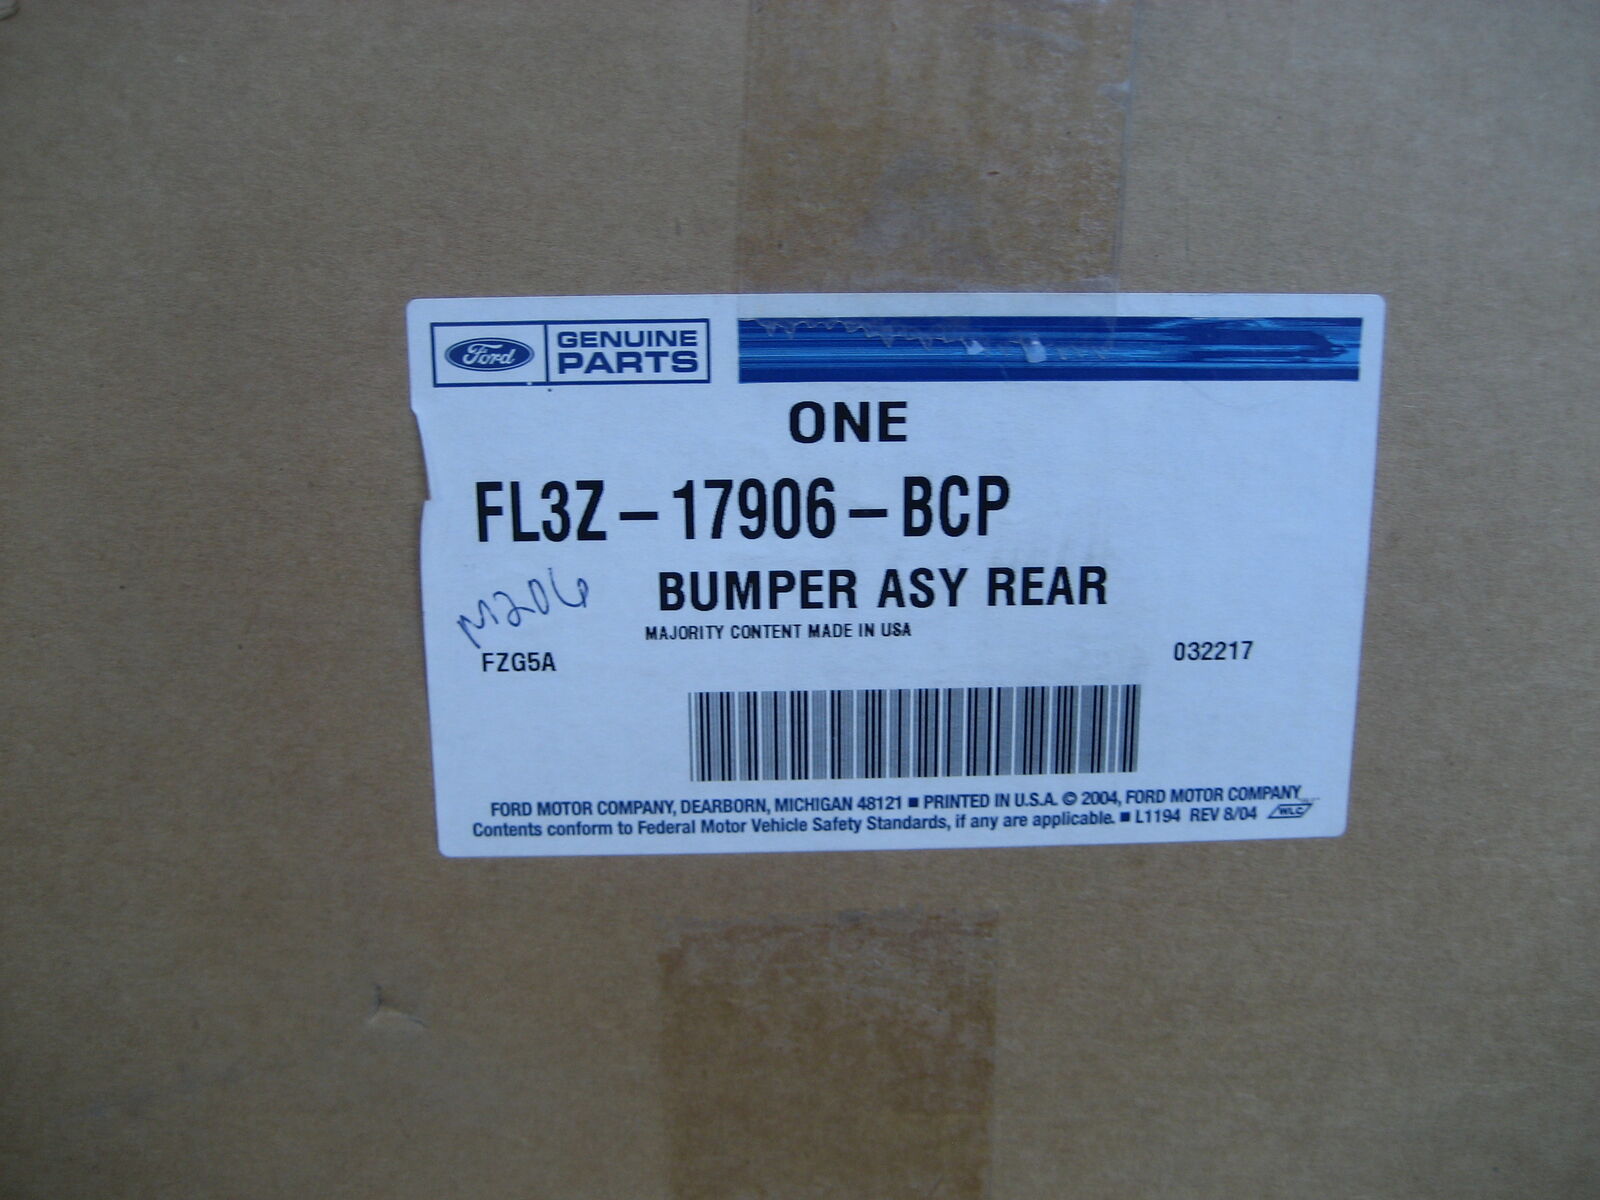 Ford GENUINE
PARTS
ONE
FL3Z – 17906 – BCP
M206
BUMPER ASY REAR
MAJORITY CONTENT MADE IN USA
FZG5A
032217
FORD MOTOR COMPANY, DEARBORN, MICHIGAN 48121 ■ PRINTED IN U.S.A. © 2004, FORD MOTOR COMPANY
Contents conform to Federal Motor Vehicle Safety Standards, if any are applicable. ■ L1194 REV 8/04 WLC